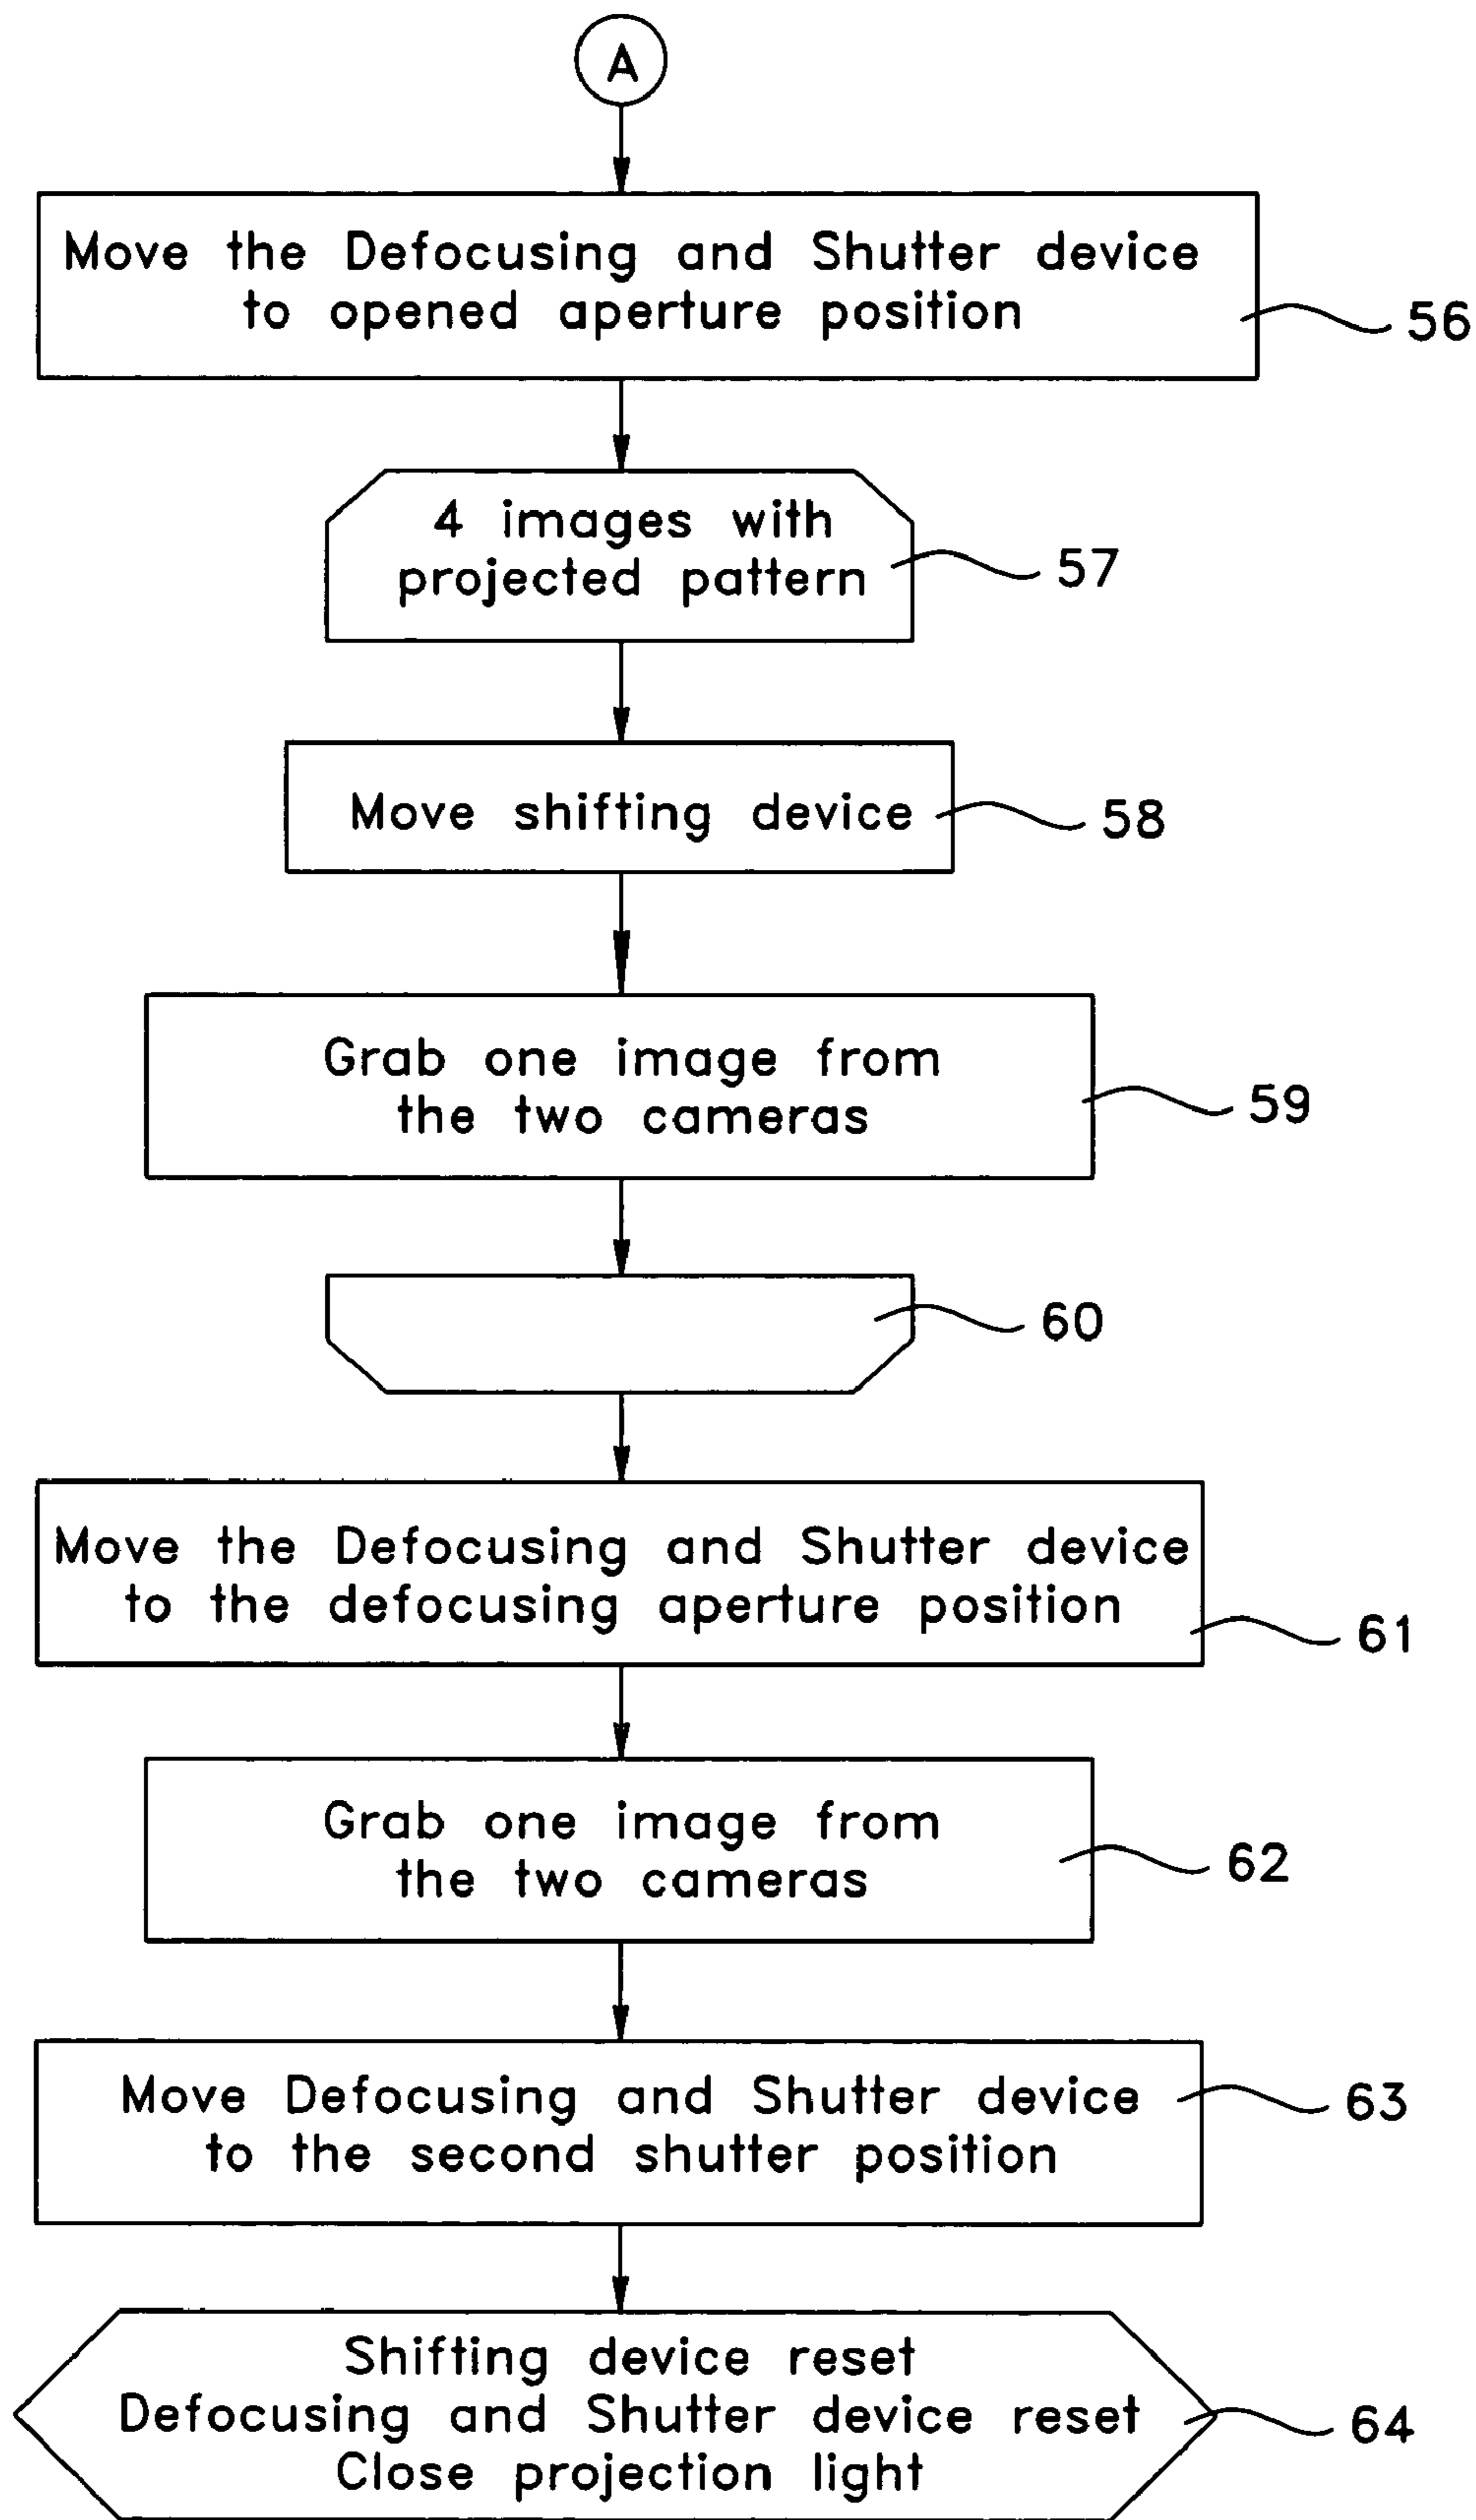 A
Move the Defocusing and Shutter device
to opened aperture position
56
4 images with
projected pattern
57
Move shifting device
58
Grab one image from
the two cameras
59
60
Move the Defocusing and Shutter device
to the defocusing aperture position
61
Grab one image from
the two cameras
62
Move Defocusing and Shutter device
to the second shutter position
63
Shifting device reset
Defocusing and Shutter device reset
Close projection light
64